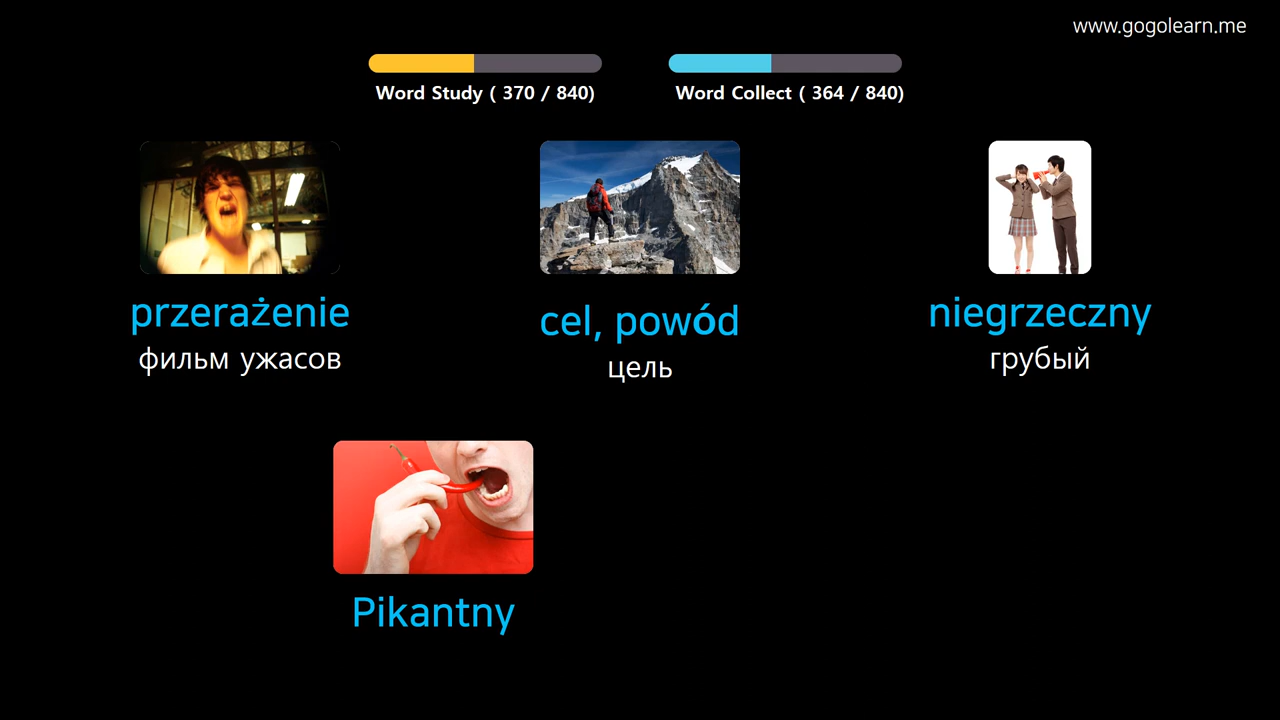 www.gogolearn.me
Word Study ( 370 / 840)
Word Collect ( 364 / 840)
przerażenie
фильм ужасов
cel, powód
цель
niegrzeczny
грубый
Pikantny